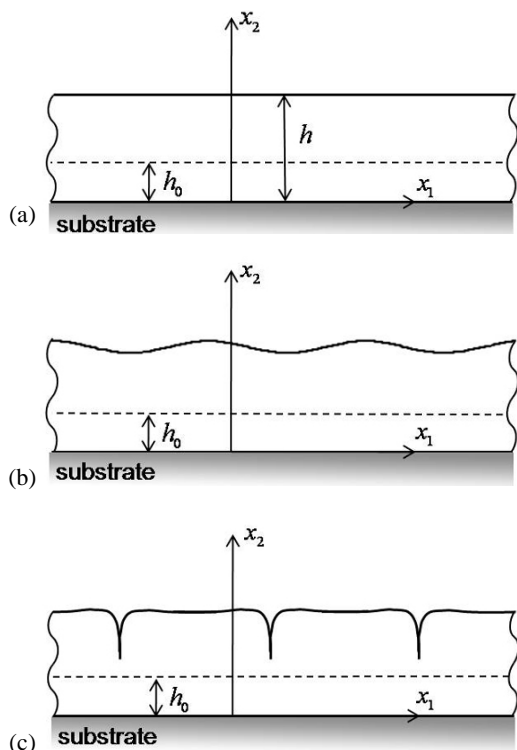 x₂
h
h₀
x₁
(a) substrate
x₂
h₀
x₁
(b) substrate
x₂
h₀
x₁
(c) substrate